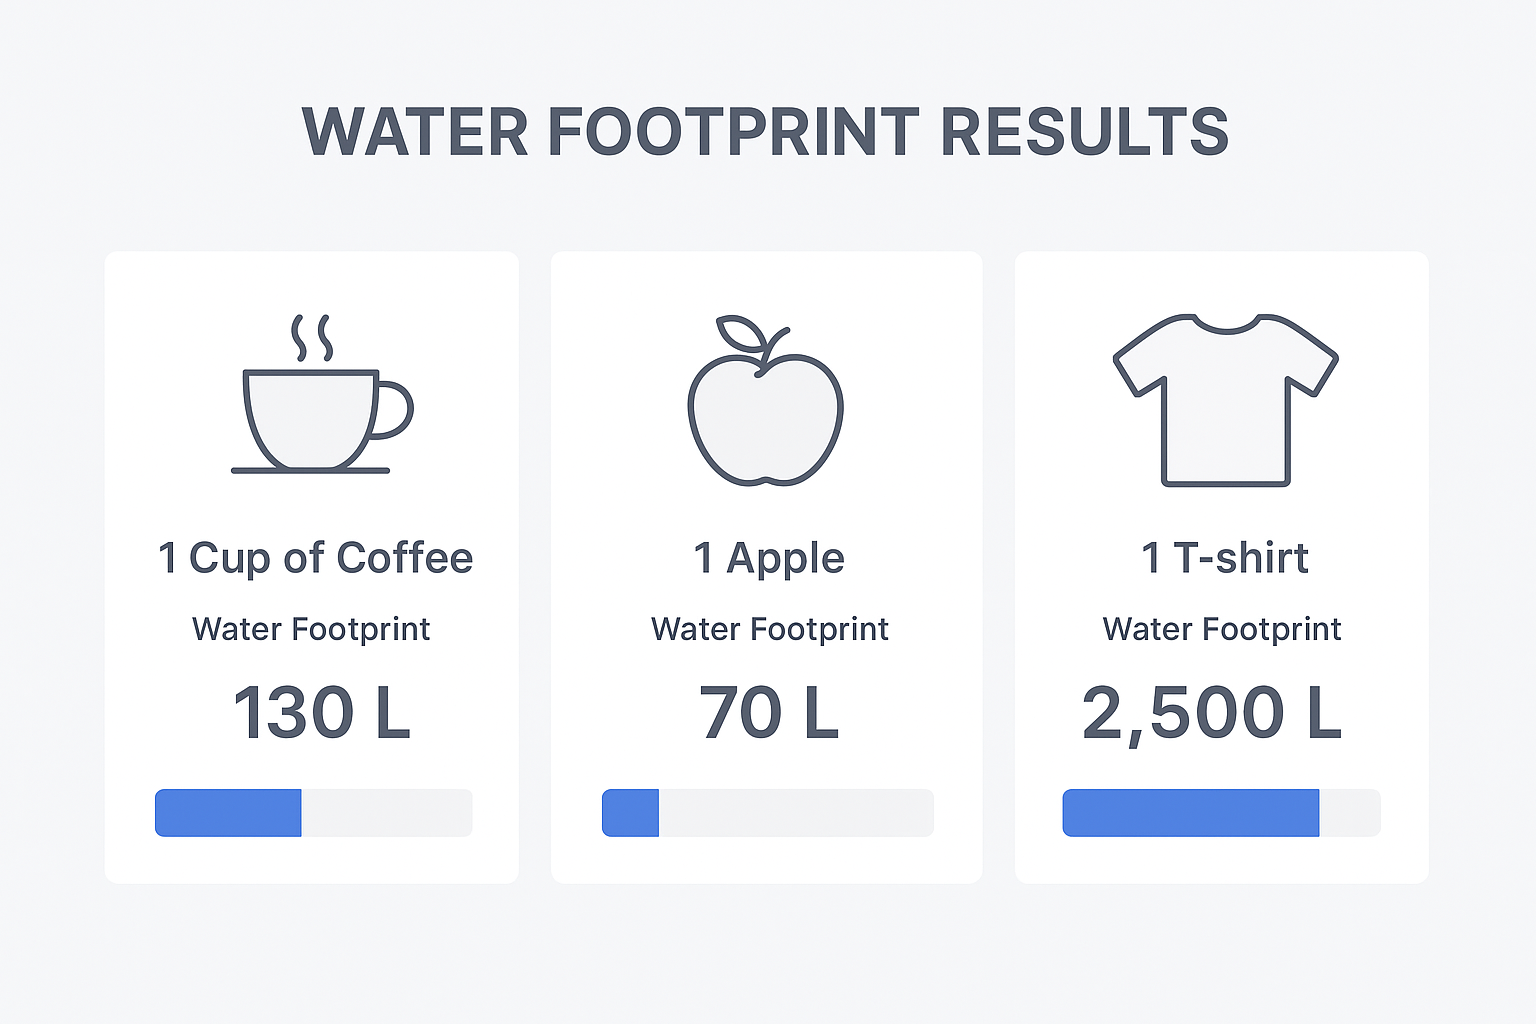 WATER FOOTPRINT RESULTS
1 Cup of Coffee
Water Footprint
130 L
1 Apple
Water Footprint
70 L
1 T-shirt
Water Footprint
2,500 L